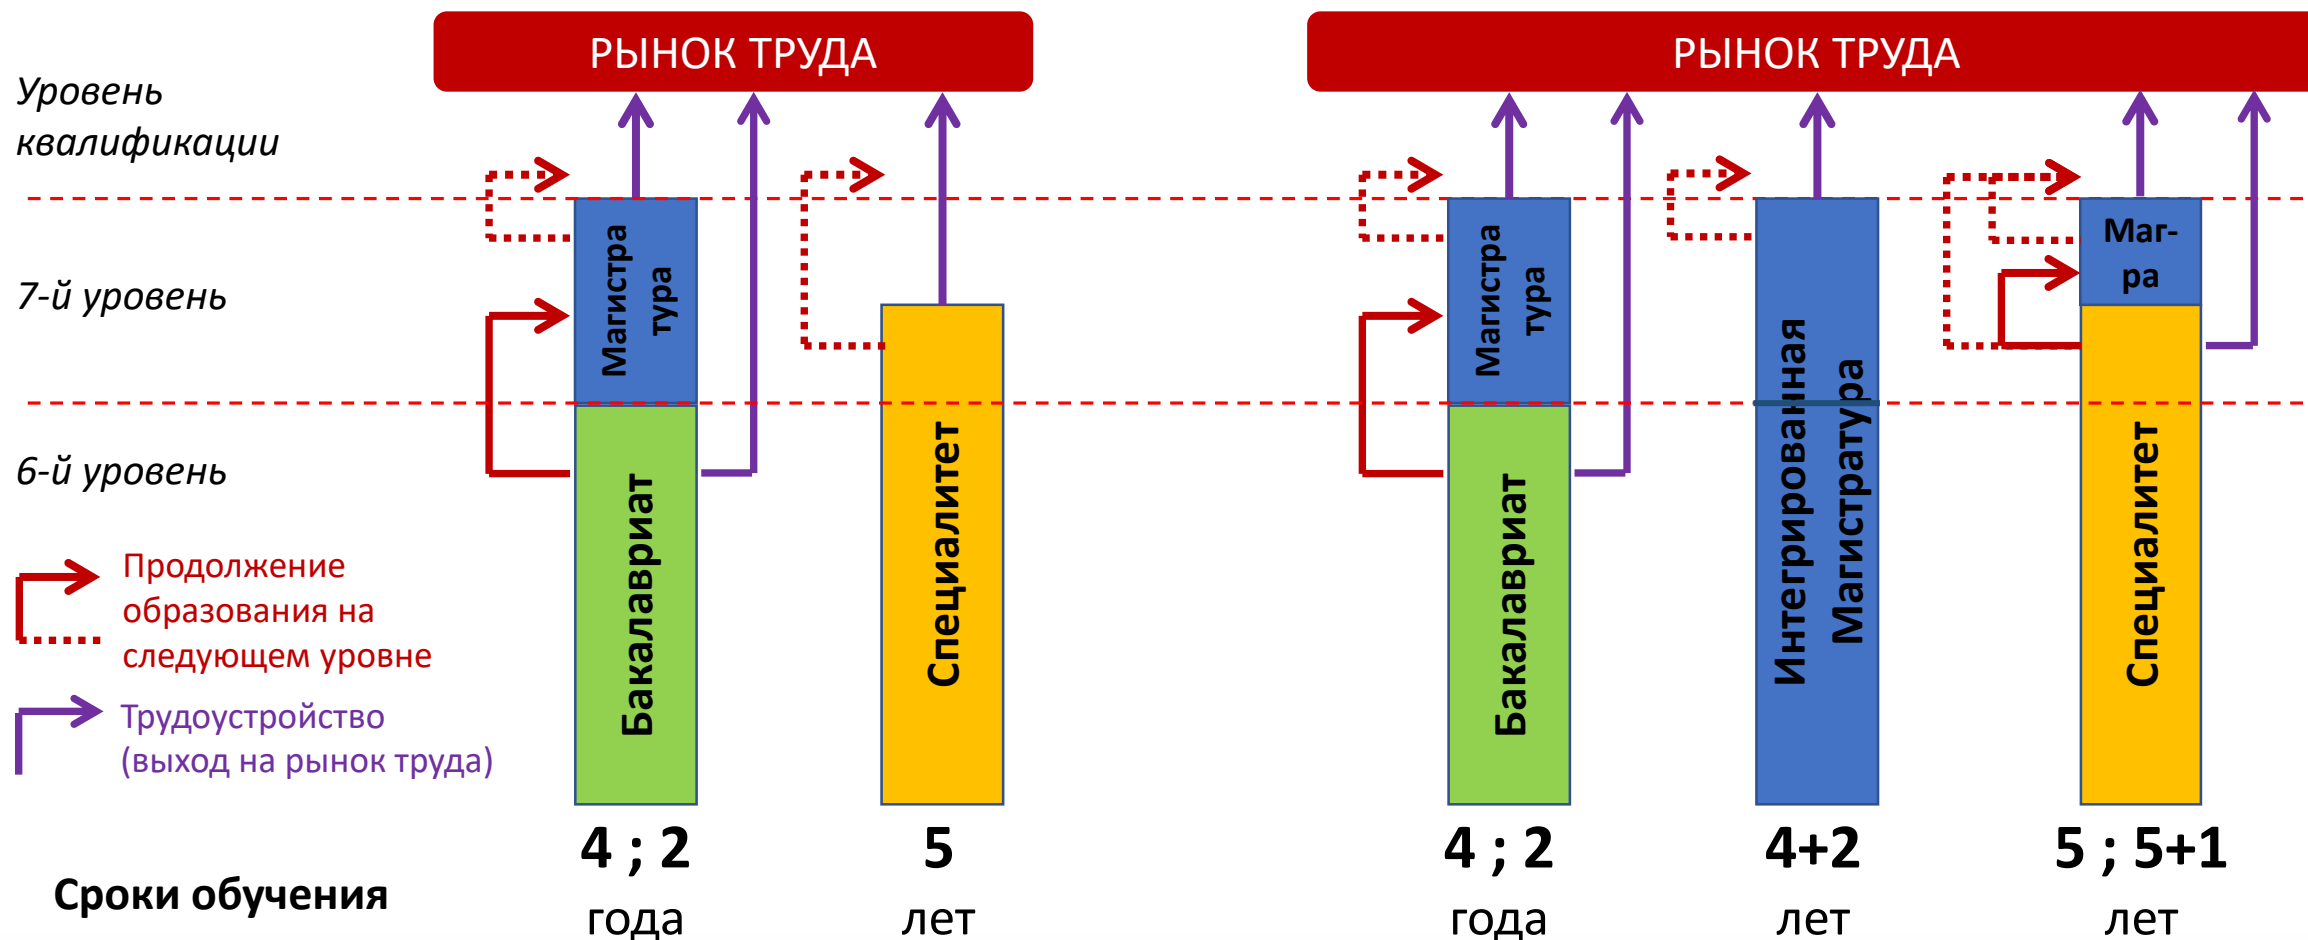 РЫНОК ТРУДА
РЫНОК ТРУДА
Уровень
квалификации
7-й уровень
6-й уровень
Магистра
тура
Бакалавриат
Специалитет
Магистра
тура
Бакалавриат
Интегрированная
Магистратура
Маг-
ра
Специалитет
Продолжение
образования на
следующем уровне
Трудоустройство
(выход на рынок труда)
Сроки обучения
4 ; 2
года
5
лет
4 ; 2
года
4+2
лет
5 ; 5+1
лет